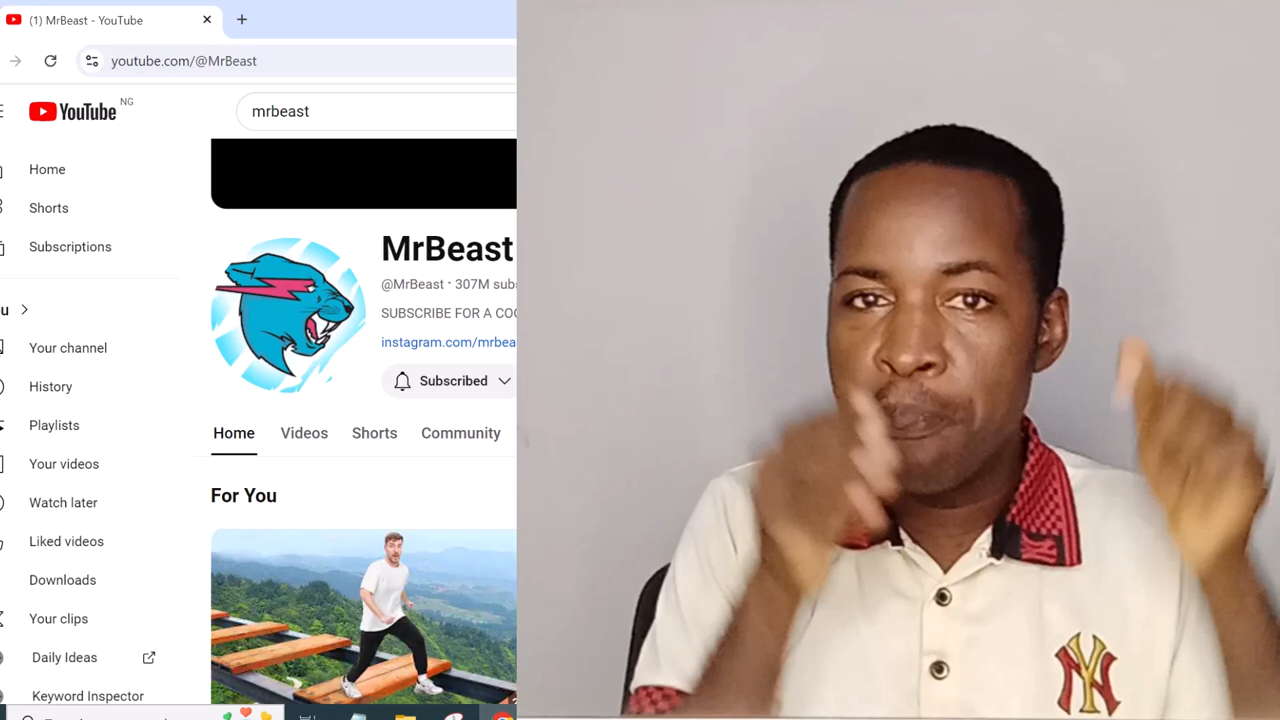 (1) MrBeast - YouTube
youtube.com/@MrBeast
YouTube NG
mrbeast
Home
Shorts
Subscriptions
MrBeast
@MrBeast · 307M subs
SUBSCRIBE FOR A COO
instagram.com/mrbea
Subscribed
u
Your channel
History
Playlists
Your videos
Watch later
Liked videos
Downloads
Your clips
Daily Ideas
Keyword Inspector
Home Videos Shorts Community
For You
NY